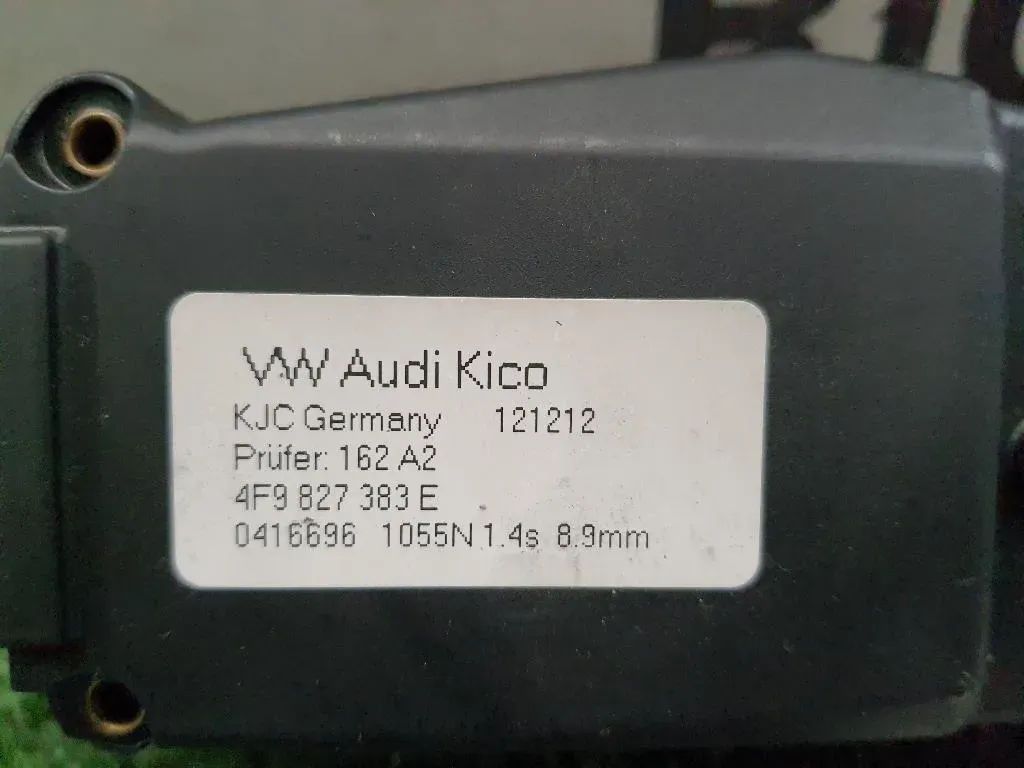 VW Audi Kico
KJC Germany 121212
Prüfer: 162 A2
4F9 827 383 E
0416696 1055N 1.4s 8.9mm